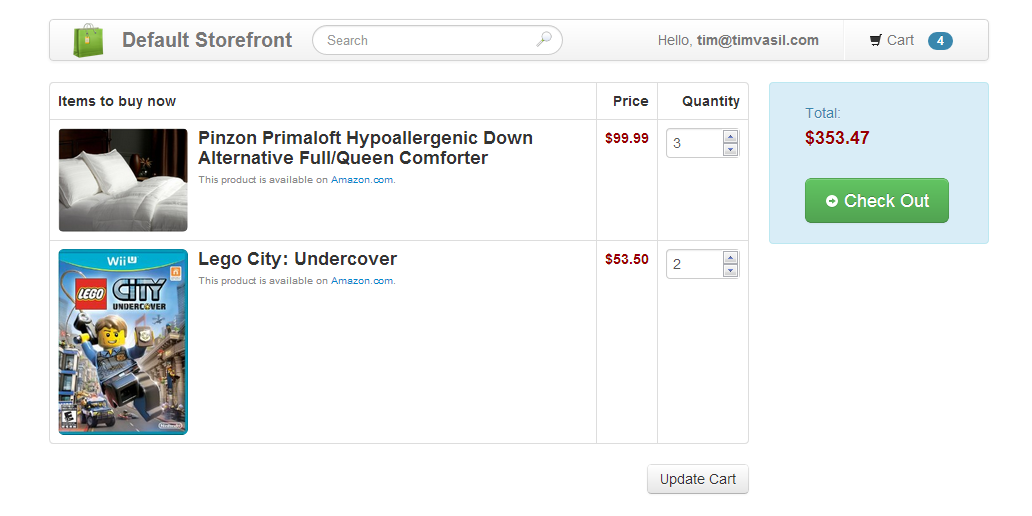 Default Storefront
Search
Hello, tim@timvasil.com
Cart 4
Items to buy now
Price
Quantity
Pinzon Primaloft Hypoallergenic Down
Alternative Full/Queen Comforter
This product is available on Amazon.com.
$99.99
3
Lego City: Undercover
This product is available on Amazon.com.
$53.50
2
Wii U
LEGO
CITY
UNDERCOVER
E
Nintendo
Total:
$353.47
Check Out
Update Cart